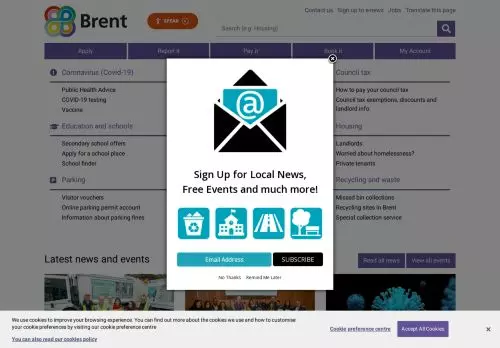 Contact us Sign up to e-news Jobs Translate this page
Brent
SPEAK
Search (e.g. Housing)
Apply Report it Pay it Book it My Account
Coronavirus (Covid-19) Council tax
Public Health Advice How to pay your council tax
COVID-19 testing Council tax exemptions, discounts and
Vaccine landlord info
Education and schools Housing
Secondary school offers Landlords
Apply for a school place Worried about homelessness?
School finder Private tenants
Parking Recycling and waste
Visitor vouchers Missed bin collections
Online parking permit account Recycling sites in Brent
Information about parking fines Special collection service
@
Sign Up for Local News,
Free Events and much more!
Email Address SUBSCRIBE
No Thanks Remind Me Later
Latest news and events Read all news View all events
We use cookies to improve your browsing experience. You can find out more about the cookies we use and how to customise
your cookie preferences by visiting our cookie preference centre
You can also read our cookies policy
Cookie preference centre Accept All Cookies